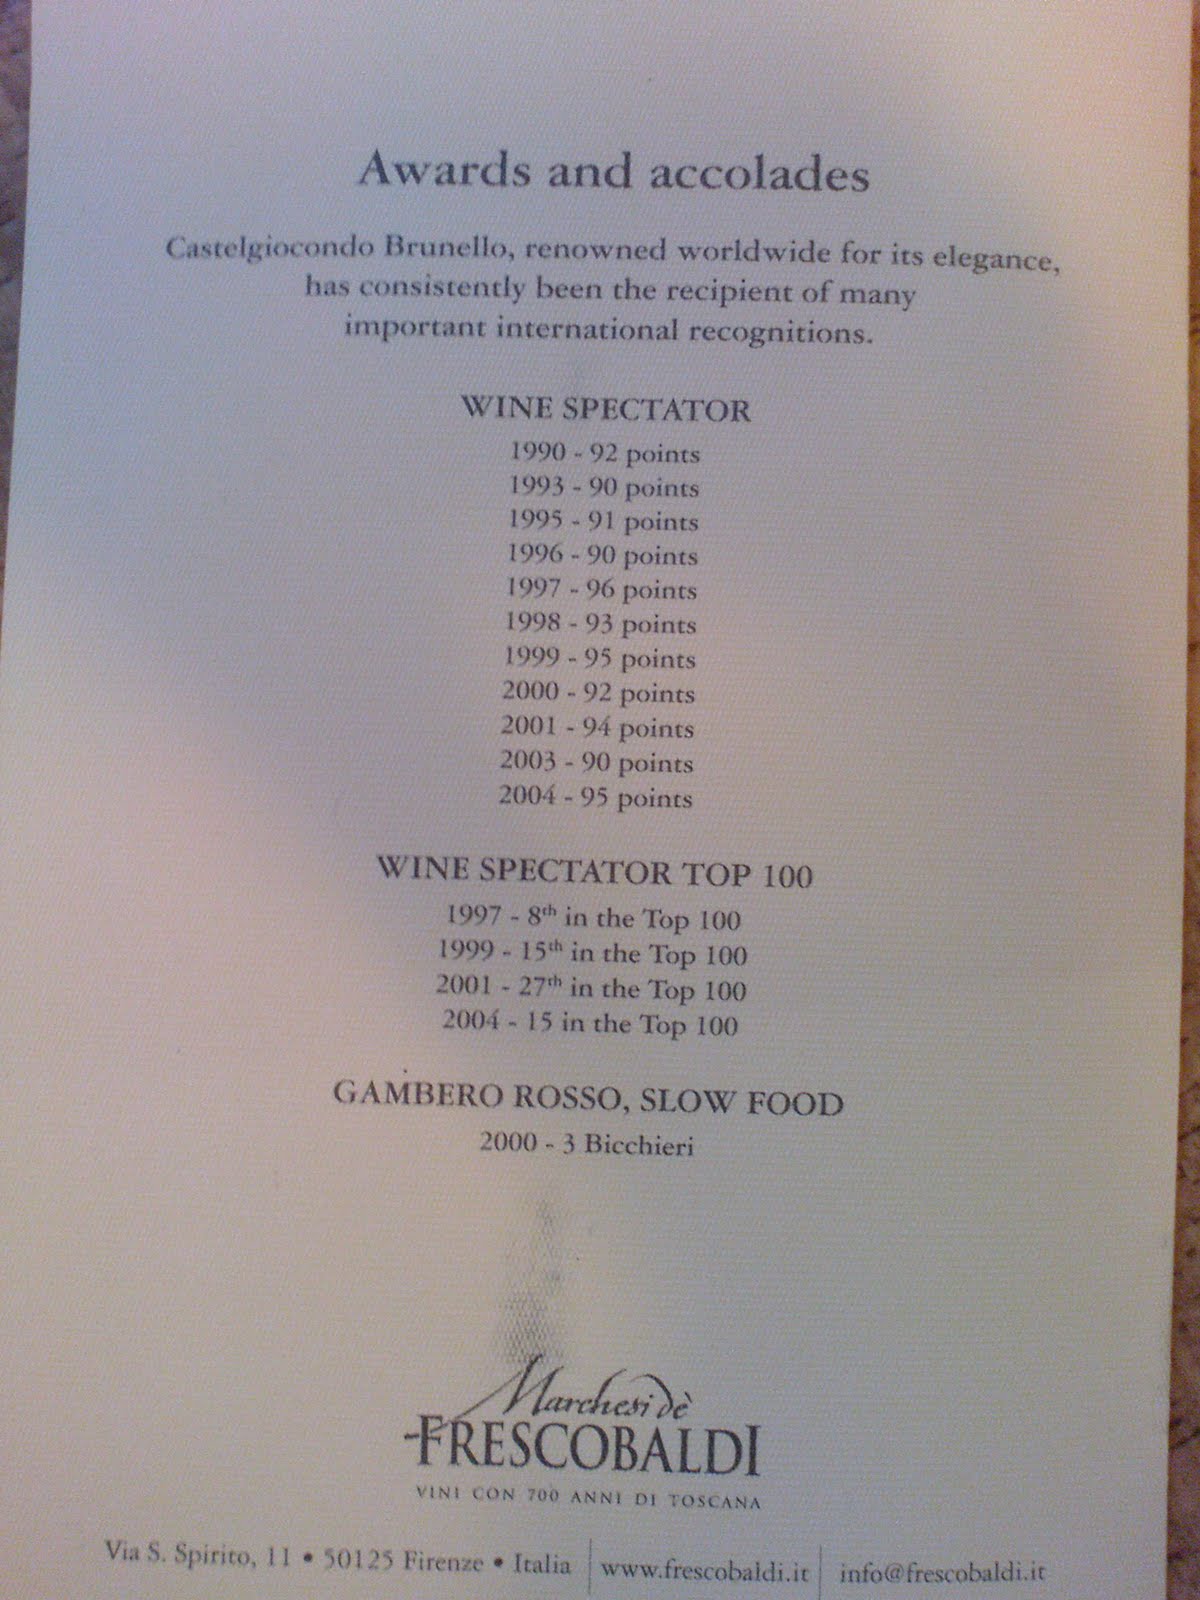 Awards and accolades
Castelgiocondo Brunello, renowned worldwide for its elegance,
has consistently been the recipient of many
important international recognitions.
WINE SPECTATOR
1990 - 92 points
1993 - 90 points
1995 - 91 points
1996 - 90 points
1997 - 96 points
1998 - 93 points
1999 - 95 points
2000 - 92 points
2001 - 94 points
2003 - 90 points
2004 - 95 points
WINE SPECTATOR TOP 100
1997 - 8th in the Top 100
1999 - 15th in the Top 100
2001 - 27th in the Top 100
2004 - 15 in the Top 100
GAMBERO ROSSO, SLOW FOOD
2000 - 3 Bicchieri
Marchesi dè
FRESCOBALDI
VINI CON 700 ANNI DI TOSCANA
Via S. Spirito, 11 • 50125 Firenze • Italia | www.frescobaldi.it | info@frescobaldi.it